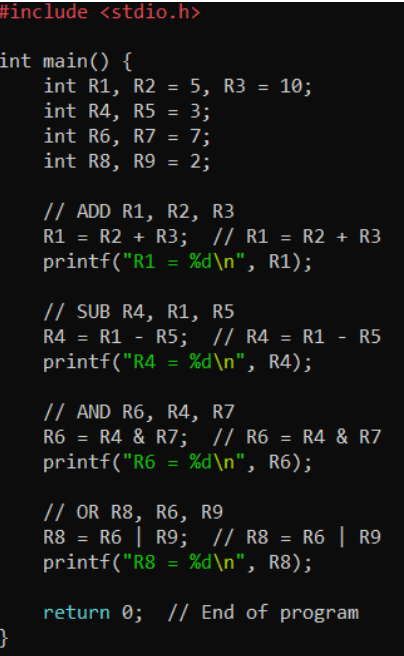 #include <stdio.h>

int main() {
    int R1, R2 = 5, R3 = 10;
    int R4, R5 = 3;
    int R6, R7 = 7;
    int R8, R9 = 2;

    // ADD R1, R2, R3
    R1 = R2 + R3;  // R1 = R2 + R3
    printf("R1 = %d\n", R1);

    // SUB R4, R1, R5
    R4 = R1 - R5;  // R4 = R1 - R5
    printf("R4 = %d\n", R4);

    // AND R6, R4, R7
    R6 = R4 & R7;  // R6 = R4 & R7
    printf("R6 = %d\n", R6);

    // OR R8, R6, R9
    R8 = R6 | R9;  // R8 = R6 | R9
    printf("R8 = %d\n", R8);

    return 0;  // End of program
}